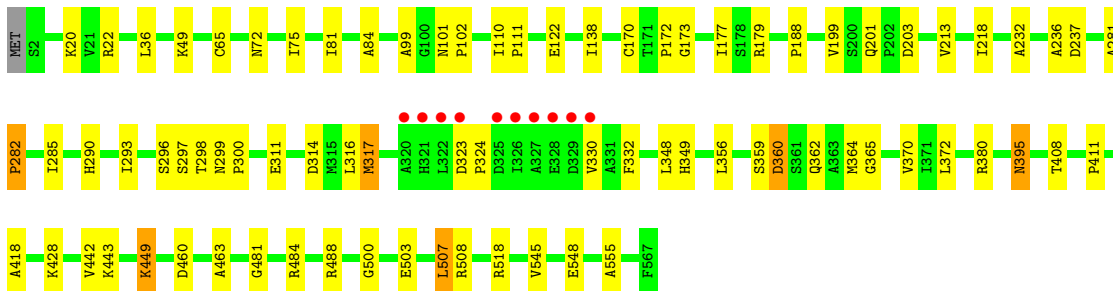 MET S2 K20 V21 R22 L36 K49 C65 N72 I75 I81 A84 A99 G100 N101 P102 I110 P111 E122 I138 C170 T171 P172 G173 I177 S178 R179 P188 V199 S200 Q201 P202 D203 V213 I218 A232 A236 D237 A281
P282 I285 H290 I293 S296 S297 T298 N299 P300 E311 D314 M315 L316 M317 A320 H321 L322 D323 P324 D325 I326 A327 E328 D329 V330 A331 F332 L348 H349 L356 S359 D360 S361 Q362 A363 M364 G365 V370 I371 L372 R380 N395 T408 P411
A418 K428 V442 K443 K449 D460 A463 G481 R484 R488 G500 E503 L507 R508 R518 V545 E548 A555 F567